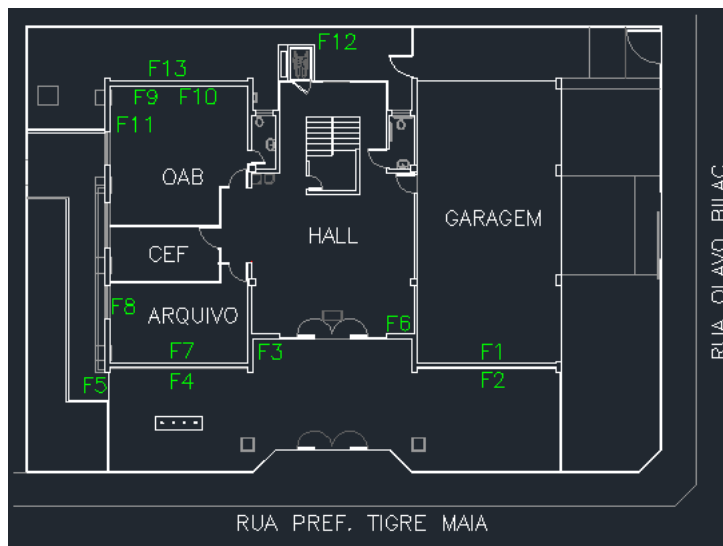 F12
F13
F9 F10
F11
OAB
GARAGEM
HALL
CEF
F8
ARQUIVO
F6
F7
F3
F1
F5
F4
F2
RUA OLAVO BILAC
RUA PREF. TIGRE MAIA